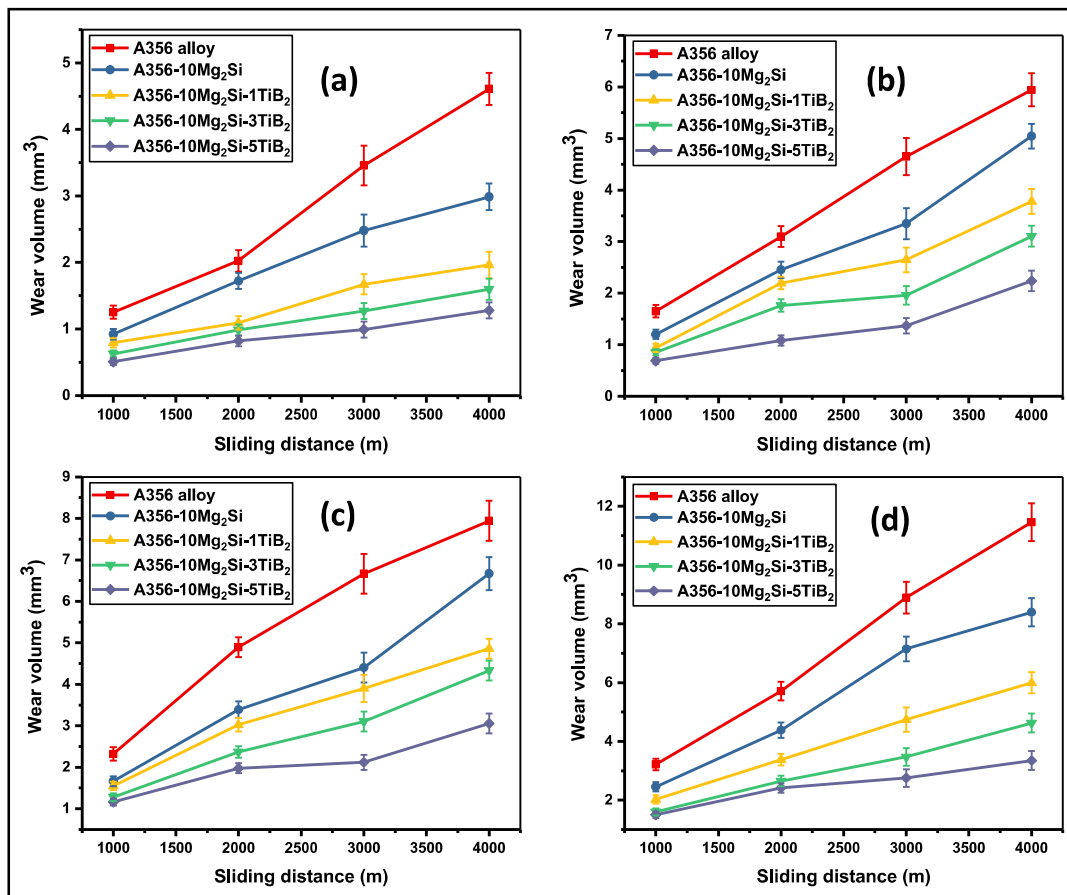 (a)
A356 alloy
A356-10Mg₂Si
A356-10Mg₂Si-1TiB₂
A356-10Mg₂Si-3TiB₂
A356-10Mg₂Si-5TiB₂
Wear volume (mm³)
5
4
3
2
1
0
1000 1500 2000 2500 3000 3500 4000
Sliding distance (m)
(b)
A356 alloy
A356-10Mg₂Si
A356-10Mg₂Si-1TiB₂
A356-10Mg₂Si-3TiB₂
A356-10Mg₂Si-5TiB₂
Wear volume (mm³)
7
6
5
4
3
2
1
0
1000 1500 2000 2500 3000 3500 4000
Sliding distance (m)
(c)
A356 alloy
A356-10Mg₂Si
A356-10Mg₂Si-1TiB₂
A356-10Mg₂Si-3TiB₂
A356-10Mg₂Si-5TiB₂
Wear volume (mm³)
9
8
7
6
5
4
3
2
1
1000 1500 2000 2500 3000 3500 4000
Sliding distance (m)
(d)
A356 alloy
A356-10Mg₂Si
A356-10Mg₂Si-1TiB₂
A356-10Mg₂Si-3TiB₂
A356-10Mg₂Si-5TiB₂
Wear volume (mm³)
12
10
8
6
4
2
1000 1500 2000 2500 3000 3500 4000
Sliding distance (m)